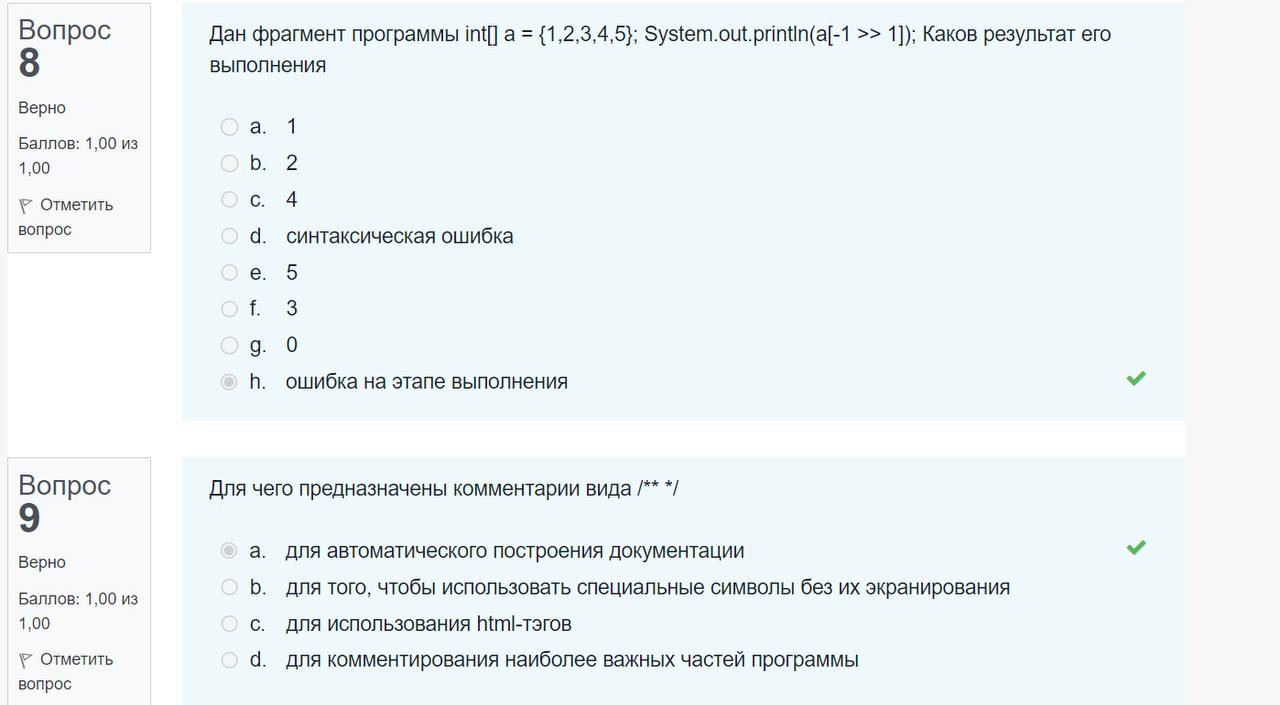 Вопрос
8
Верно
Баллов: 1,00 из
1,00
Отметить
вопрос
Дан фрагмент программы int[] a = {1,2,3,4,5}; System.out.println(a[-1 >> 1]); Каков результат его
выполнения
a. 1
b. 2
c. 4
d. синтаксическая ошибка
e. 5
f. 3
g. 0
h. ошибка на этапе выполнения
Вопрос
9
Верно
Баллов: 1,00 из
1,00
Отметить
вопрос
Для чего предназначены комментарии вида /** */
a. для автоматического построения документации
b. для того, чтобы использовать специальные символы без их экранирования
c. для использования html-тэгов
d. для комментирования наиболее важных частей программы